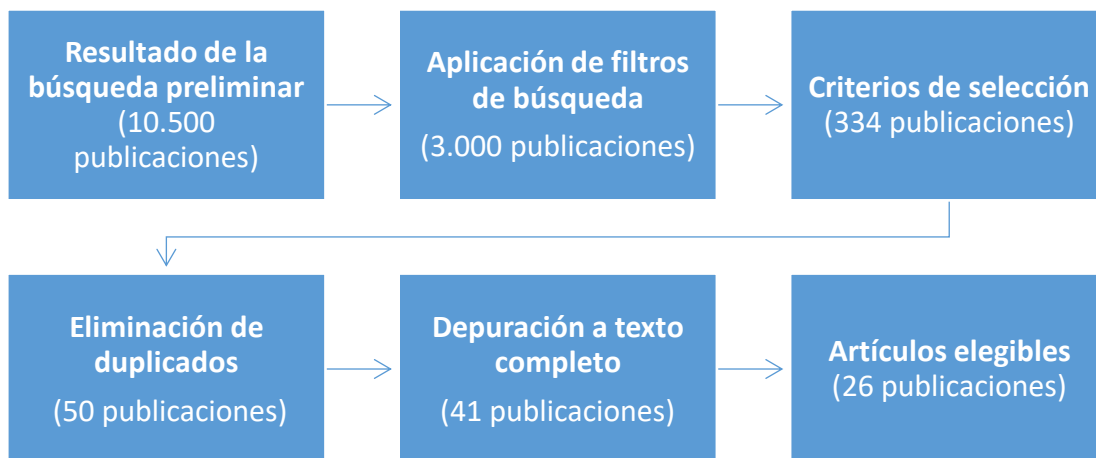 Resultado de la
búsqueda preliminar
(10.500
publicaciones)
Aplicación de filtros
de búsqueda
(3.000 publicaciones)
Criterios de selección
(334 publicaciones)
Eliminación de
duplicados
(50 publicaciones)
Depuración a texto
completo
(41 publicaciones)
Artículos elegibles
(26 publicaciones)